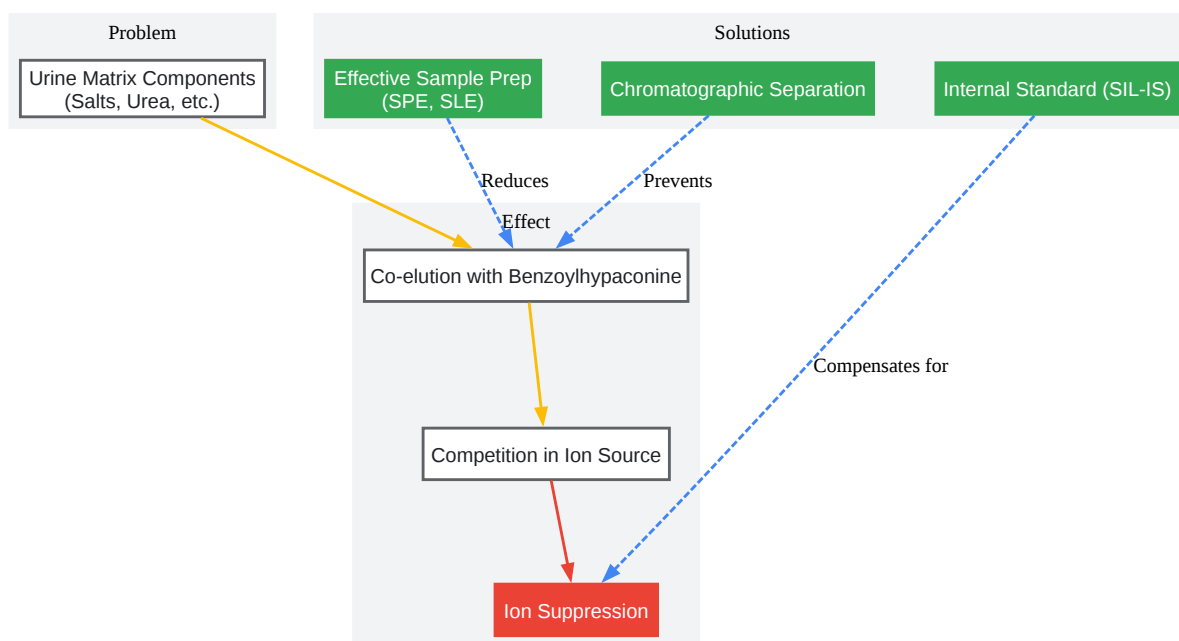 Problem
Solutions
Urine Matrix Components
(Salts, Urea, etc.)
Effective Sample Prep
(SPE, SLE)
Chromatographic Separation
Internal Standard (SIL-IS)
Reduces
Prevents
Effect
Co-elution with Benzoylhypaconine
Compensates for
Competition in Ion Source
Ion Suppression